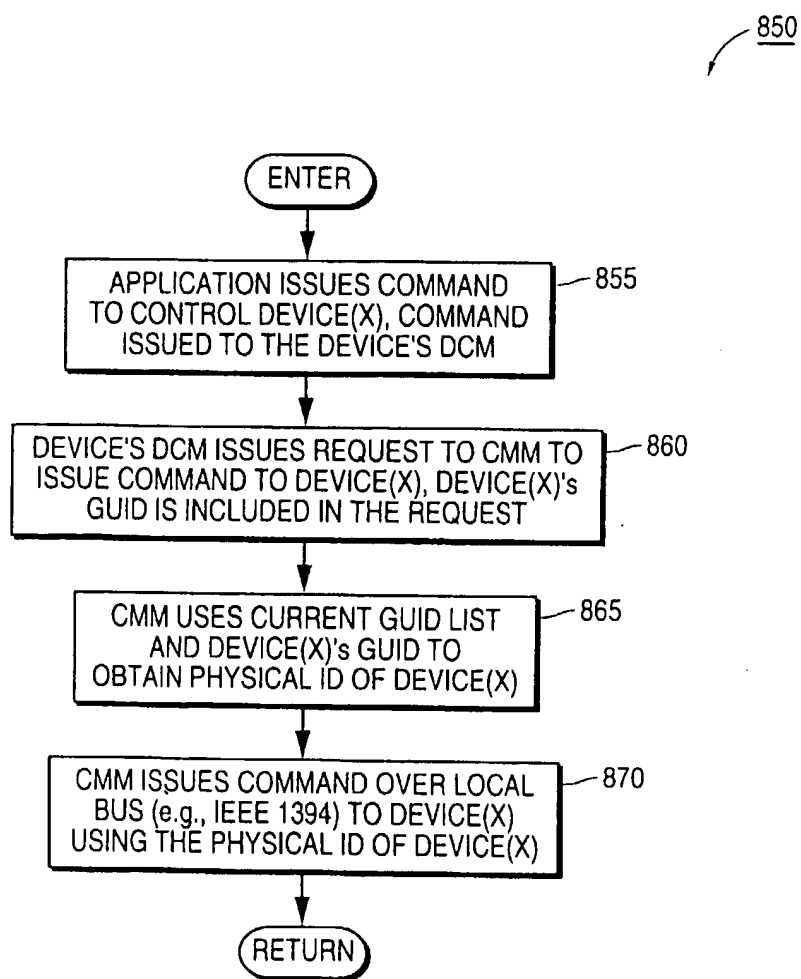 850
ENTER
APPLICATION ISSUES COMMAND
TO CONTROL DEVICE(X), COMMAND
ISSUED TO THE DEVICE'S DCM
855
DEVICE'S DCM ISSUES REQUEST TO CMM TO
ISSUE COMMAND TO DEVICE(X), DEVICE(X)'s
GUID IS INCLUDED IN THE REQUEST
860
CMM USES CURRENT GUID LIST
AND DEVICE(X)'s GUID TO
OBTAIN PHYSICAL ID OF DEVICE(X)
865
CMM ISSUES COMMAND OVER LOCAL
BUS (e.g., IEEE 1394) TO DEVICE(X)
USING THE PHYSICAL ID OF DEVICE(X)
870
RETURN